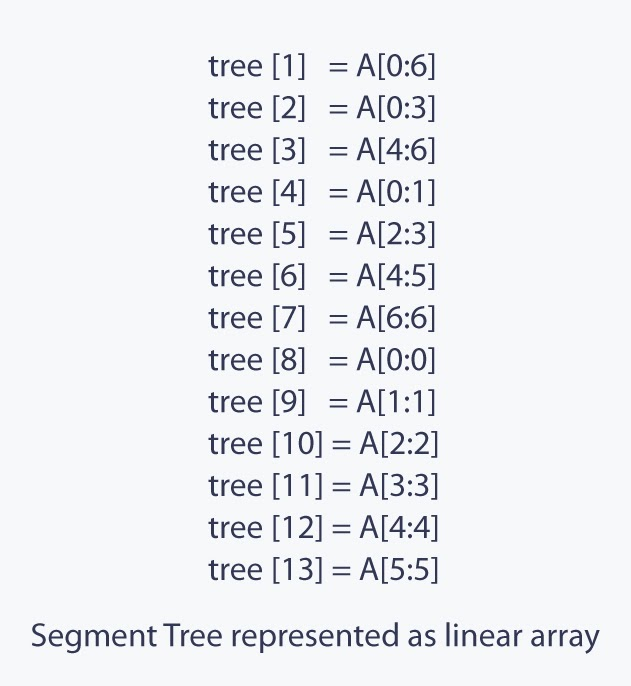 tree [1] = A[0:6]
tree [2] = A[0:3]
tree [3] = A[4:6]
tree [4] = A[0:1]
tree [5] = A[2:3]
tree [6] = A[4:5]
tree [7] = A[6:6]
tree [8] = A[0:0]
tree [9] = A[1:1]
tree [10] = A[2:2]
tree [11] = A[3:3]
tree [12] = A[4:4]
tree [13] = A[5:5]
Segment Tree represented as linear array